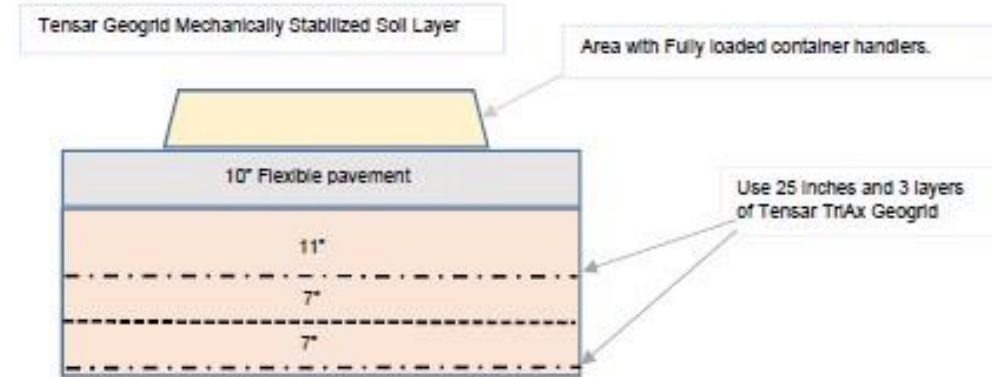 Tensar Geogrid Mechanically Stabilized Soil Layer
Area with Fully loaded container handlers.
10" Flexible pavement
Use 25 inches and 3 layers
of Tensar TriAx Geogrid
11"
7"
7"